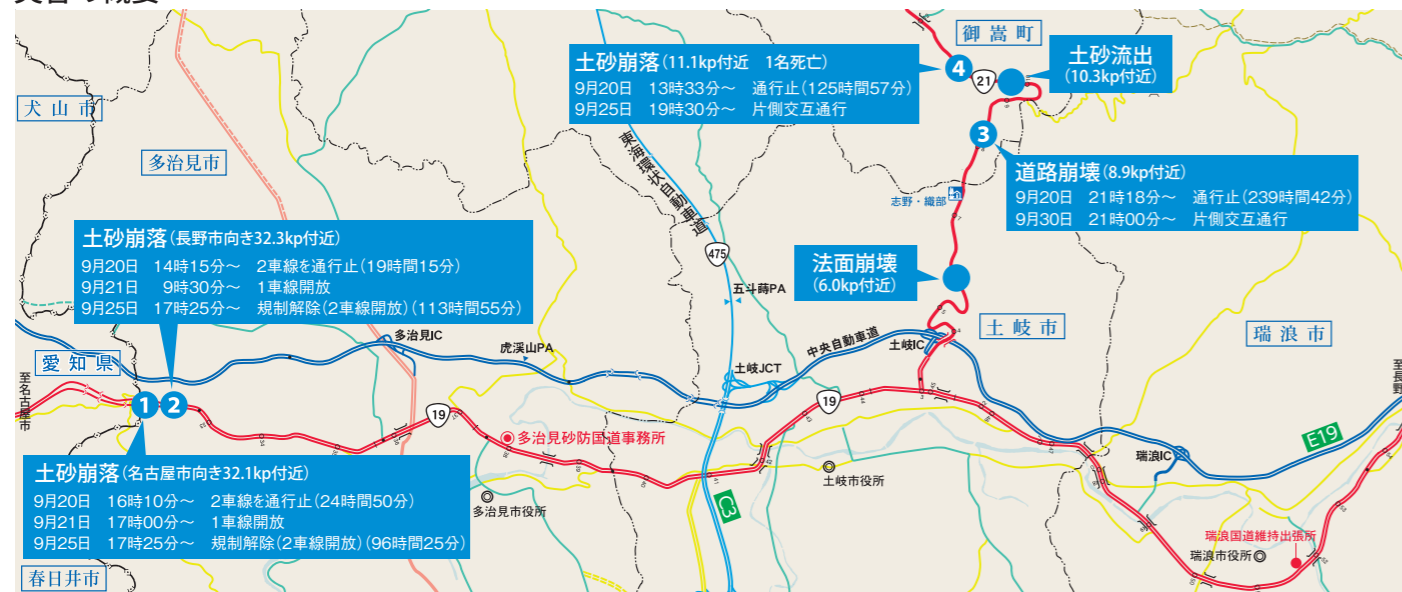 御嵩町
土砂崩落(11.1kp付近 1名死亡)
9月20日 13時33分～ 通行止(125時間57分)
9月25日 19時30分～ 片側交互通行
4
21
土砂流出
(10.3kp付近)
犬山市
多治見市
東海環状自動車道
3
道路崩壊(8.9kp付近)
9月20日 21時18分～ 通行止(239時間42分)
9月30日 21時00分～ 片側交互通行
志野・織部
土砂崩落(長野市向き32.3kp付近)
9月20日 14時15分～ 2車線を通行止(19時間15分)
9月21日 9時30分～ 1車線開放
9月25日 17時25分～ 規制解除(2車線開放)(113時間55分)
475
法面崩壊
(6.0kp付近)
五斗蒔PA
土岐市
瑞浪市
多治見IC
虎渓山PA
中央自動車道
土岐IC
愛知県
土岐JCT
至名古屋市
至長野
1
2
19
19
多治見砂防国道事務所
E19
瑞浪IC
土砂崩落(名古屋市向き32.1kp付近)
9月20日 16時10分～ 2車線を通行止(24時間50分)
9月21日 17時00分～ 1車線開放
9月25日 17時25分～ 規制解除(2車線開放)(96時間25分)
土岐市役所
多治見市役所
C3
瑞浪国道維持出張所
瑞浪市役所
春日井市